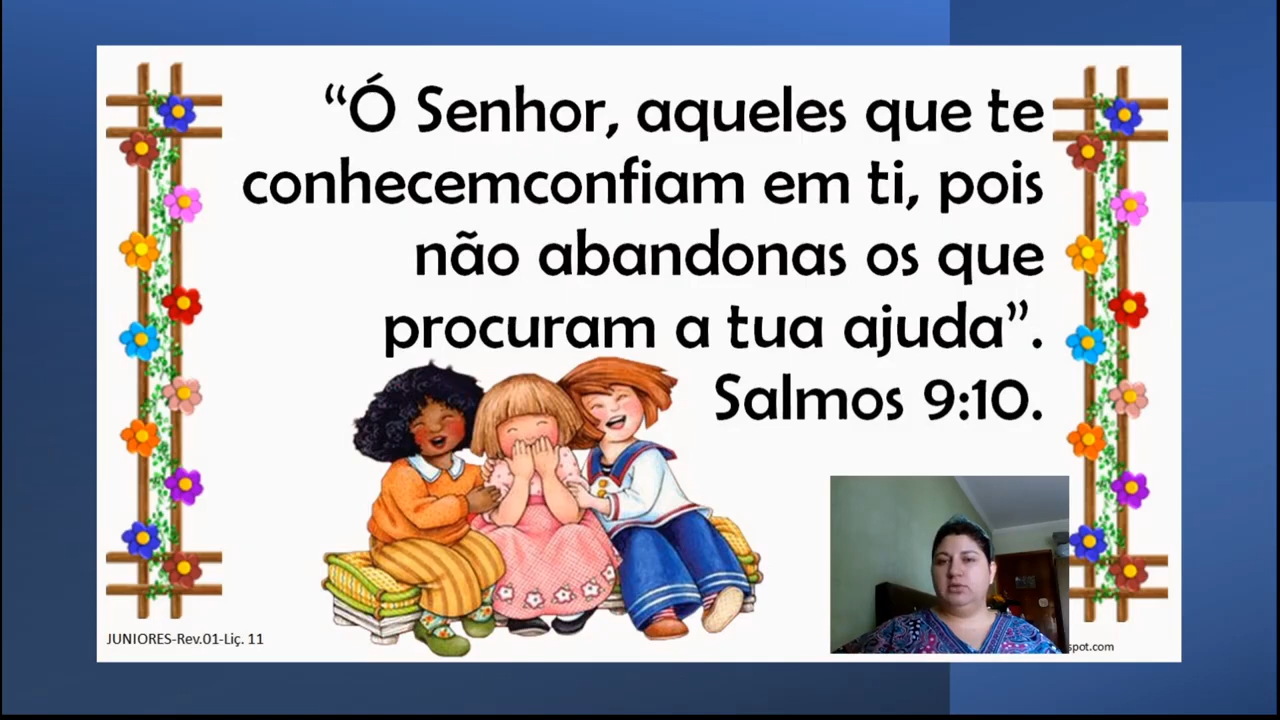 “Ó Senhor, aqueles que te
conhecemconfiam em ti, pois
não abandonas os que
procuram a tua ajuda”.
Salmos 9:10.
JUNIORES-Rev.01-Liç. 11
spot.com